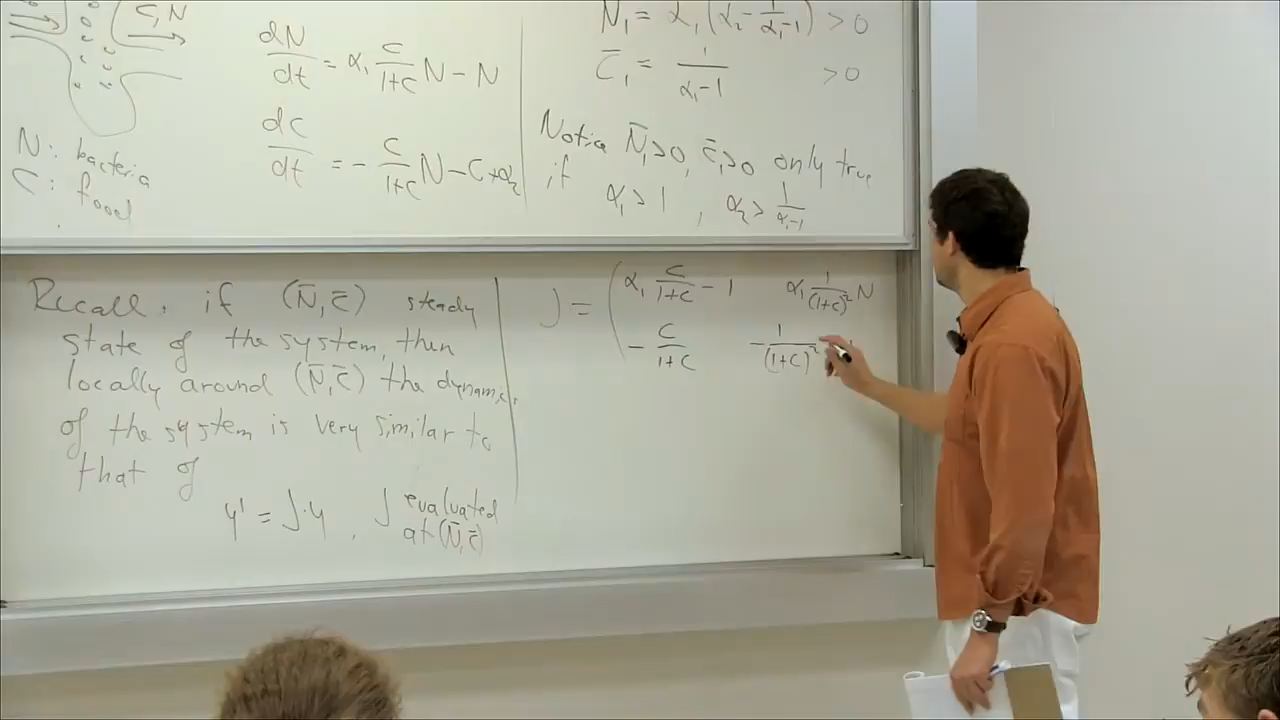 C, N
N: bacteria
C: food
dN/dt = α₁ C/(1+C) N − N
dC/dt = − C/(1+C) N − C + α₂
N̄₁ = α₁(α₂ − 1/(α₁−1)) > 0
C̄₁ = 1/(α₁−1) > 0
Notice N̄₁>0, C̄₁>0 only true
if α₁ > 1 , α₂ > 1/(α₁−1)
Recall: if (N̄, C̄) steady
state of the system, then
locally around (N̄, C̄) the dynamics
of the system is very similar to
that of
y' = J·y , J evaluated
at (N̄, C̄)
J = ( α₁ C/(1+C) − 1 α₁ 1/(1+C)² N
− C/(1+C) − 1/(1+C)²